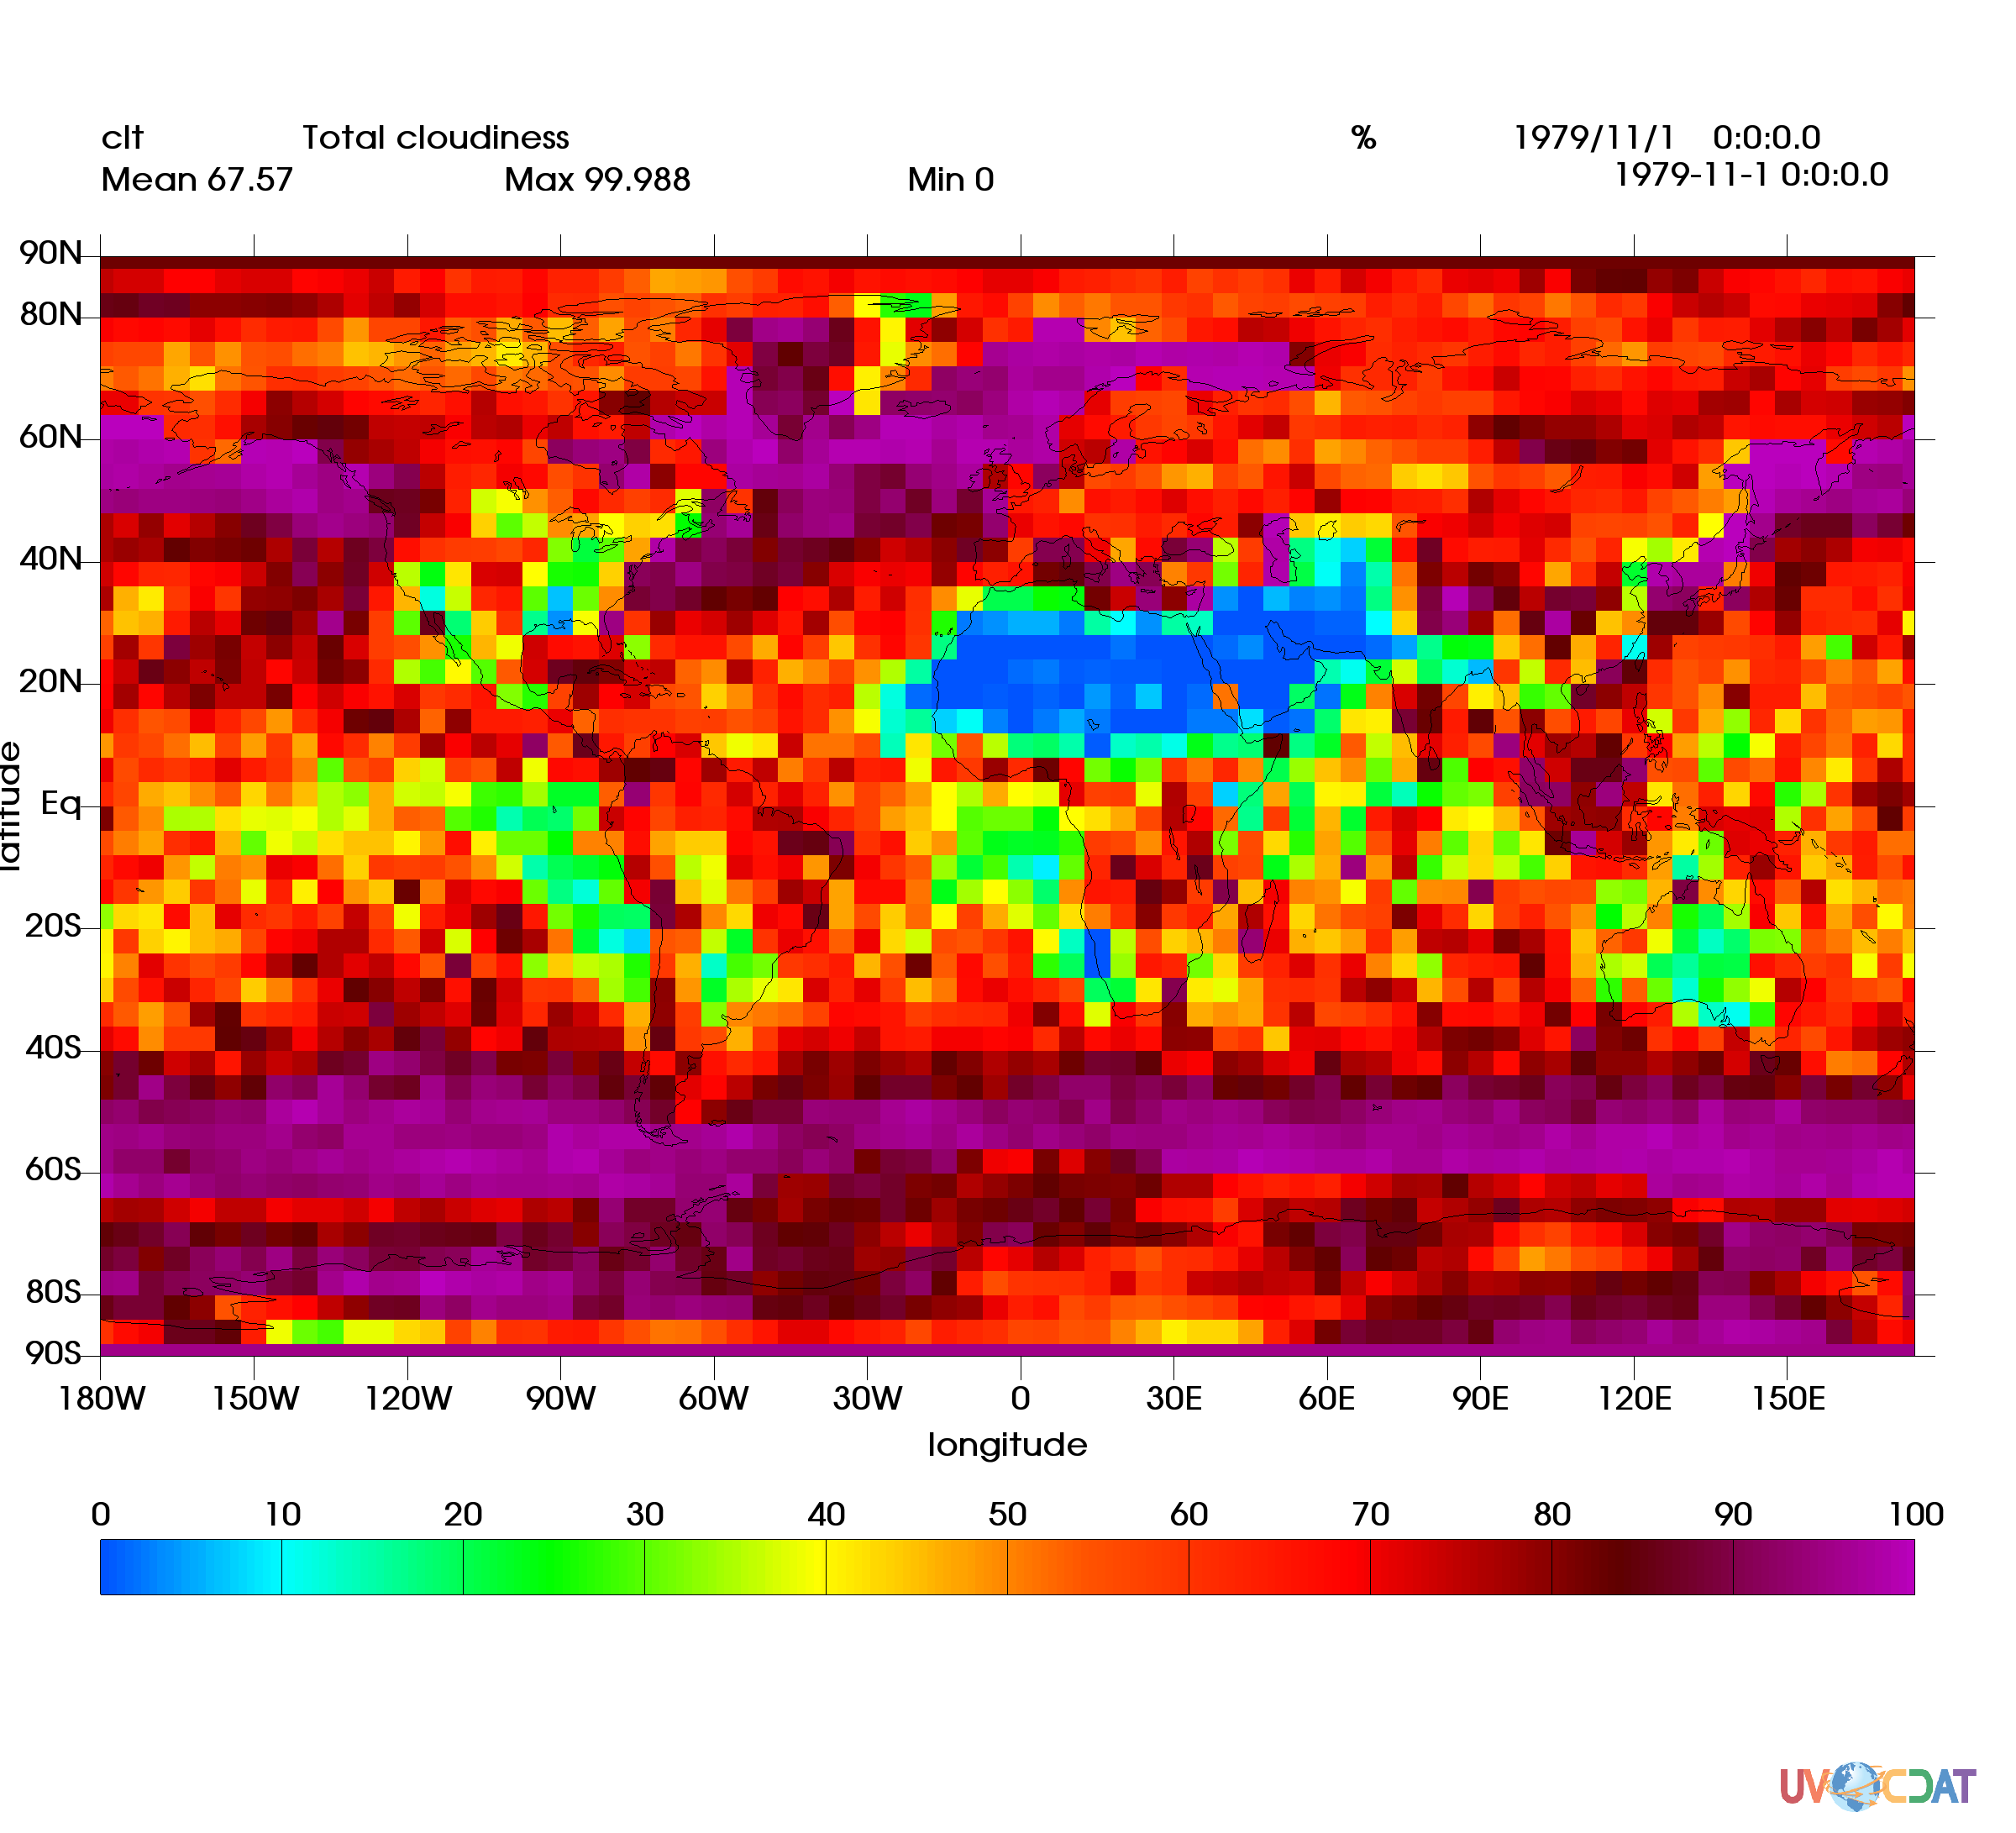 clt Total cloudiness % 1979/11/1 0:0:0.0
Mean 67.57 Max 99.988 Min 0 1979-11-1 0:0:0.0
90N
80N
60N
40N
20N
Eq
20S
40S
60S
80S
90S
latitude
180W 150W 120W 90W 60W 30W 0 30E 60E 90E 120E 150E
longitude
0 10 20 30 40 50 60 70 80 90 100
UV CDAT